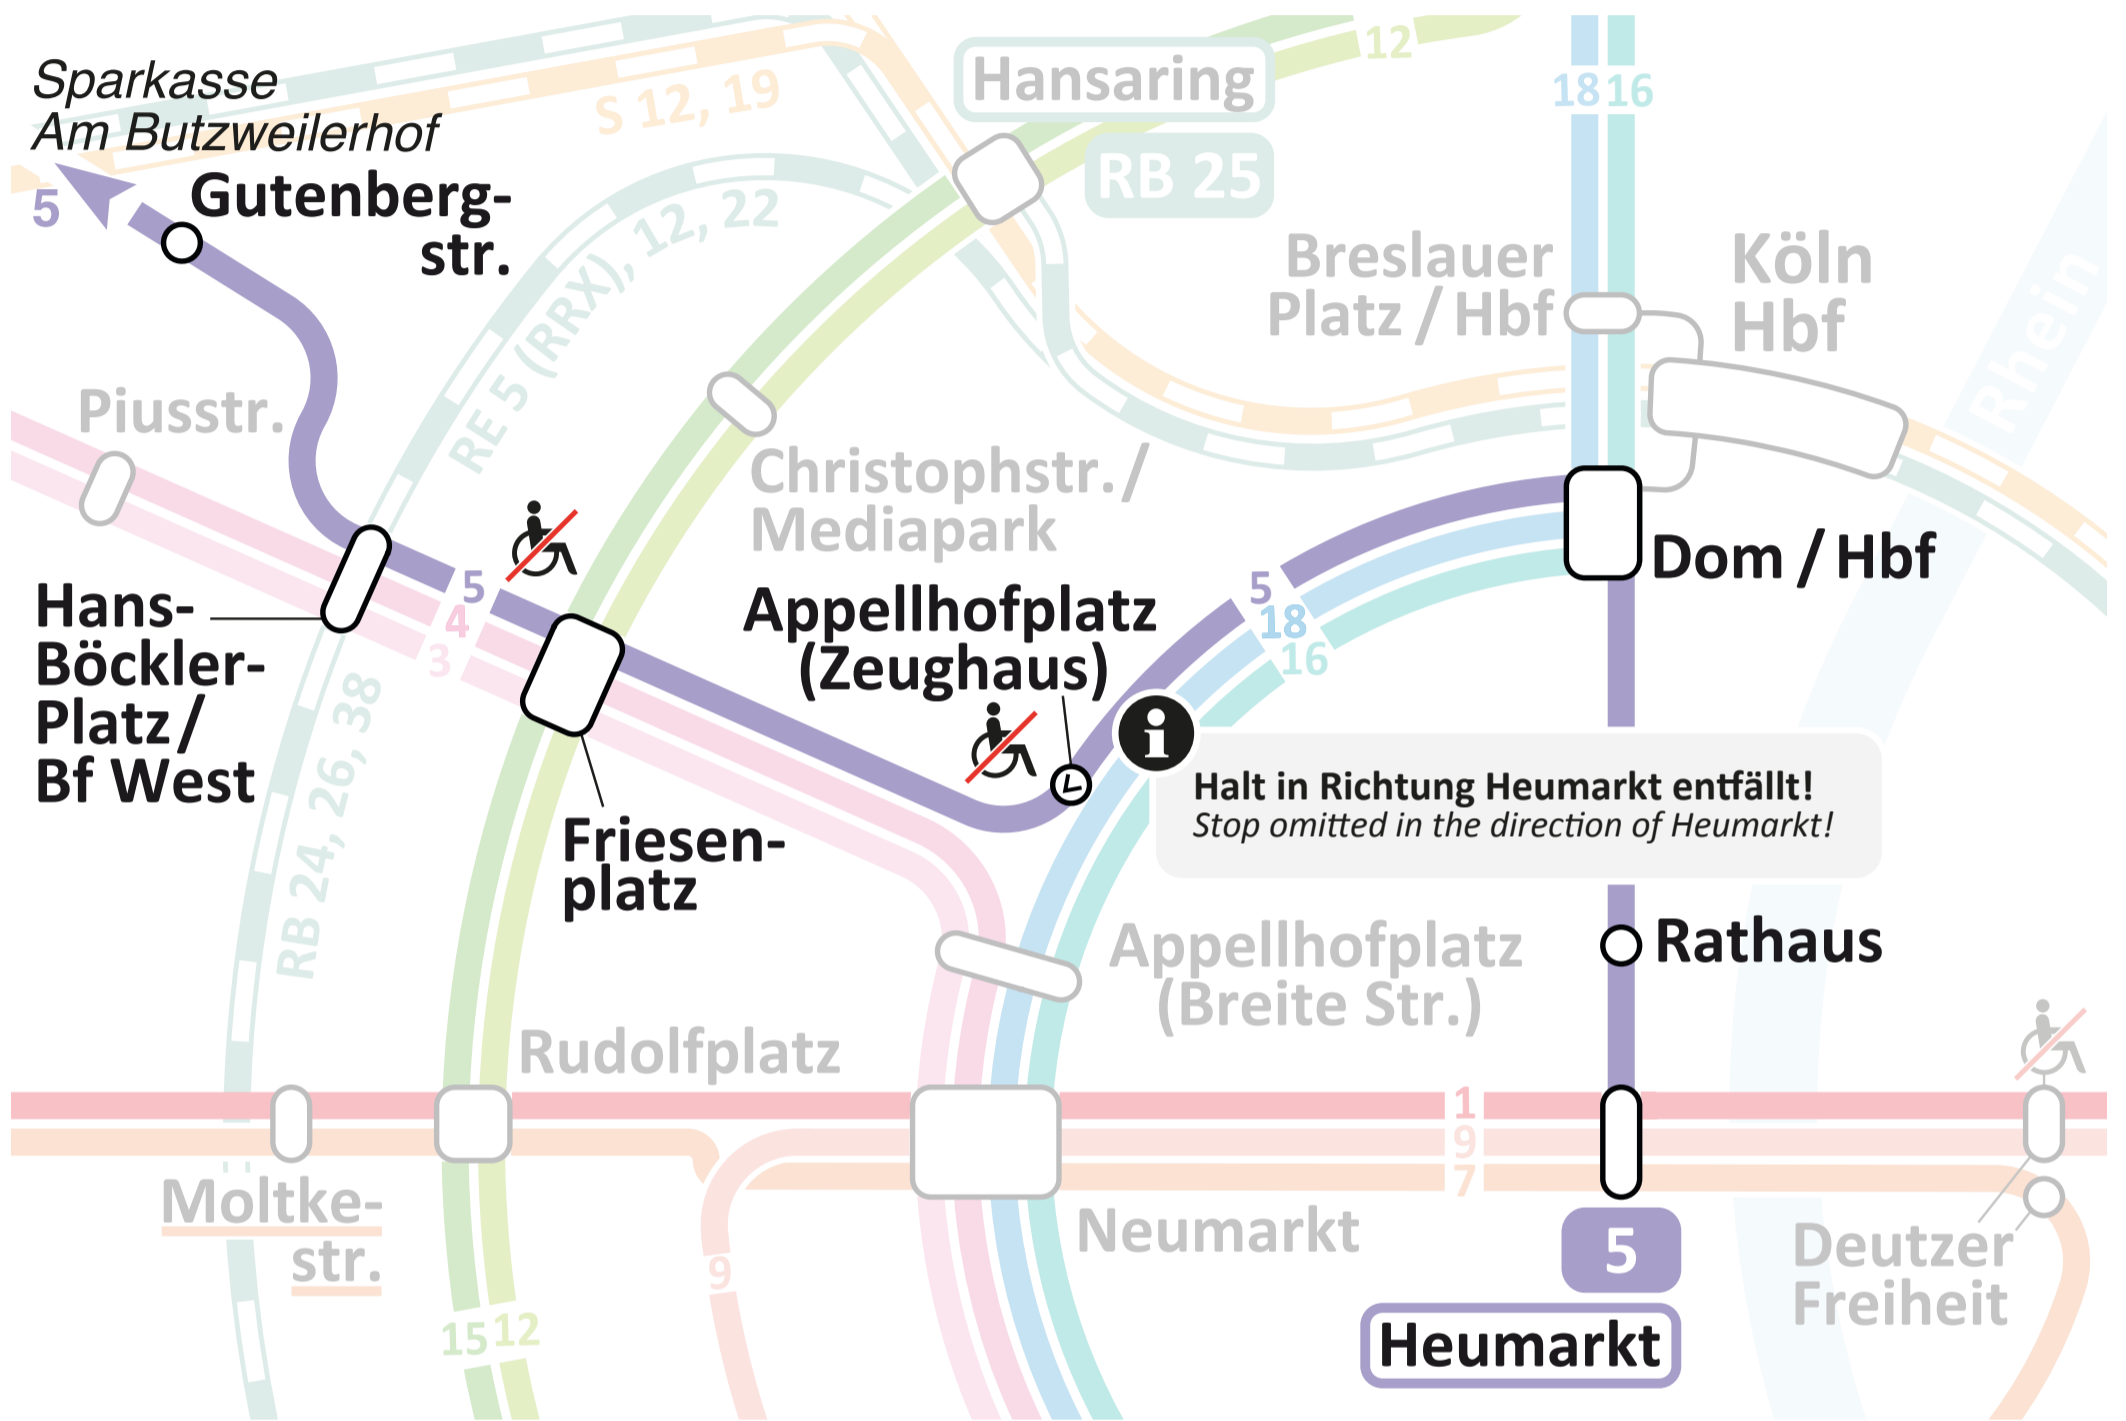 Sparkasse
Am Butzweilerhof
5
Gutenberg-
str.
S 12, 19
Hansaring
RB 25
12
18 16
RE 5 (RRX), 12, 22
Breslauer
Platz / Hbf
Köln
Hbf
Rhein
Piusstr.
Christophstr. /
Mediapark
Hans-
Böckler-
Platz /
Bf West
5
4
3
Appellhofplatz
(Zeughaus)
5
18
16
Dom / Hbf
RB 24, 26, 38
Friesen-
platz
Halt in Richtung Heumarkt entfällt!
Stop omitted in the direction of Heumarkt!
Appellhofplatz
(Breite Str.)
Rathaus
Rudolfplatz
1
9
7
Moltke-
str.
Neumarkt
9
15 12
5
Heumarkt
Deutzer
Freiheit